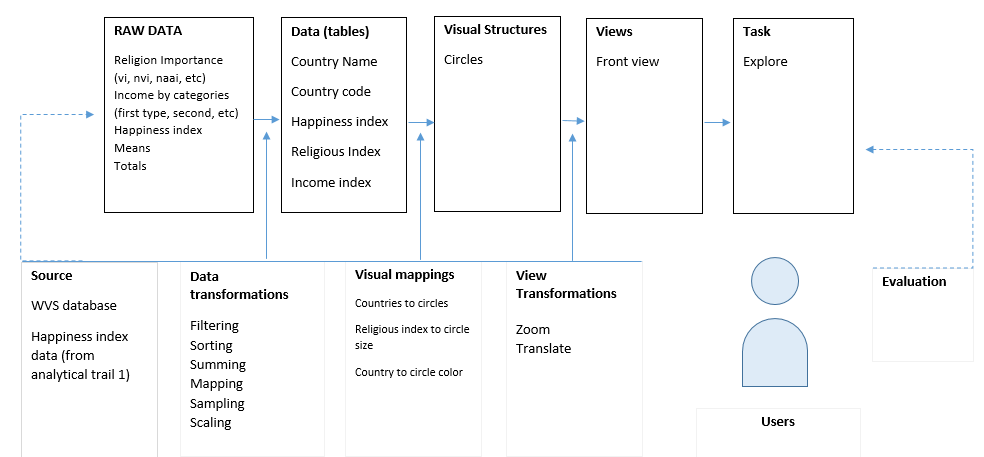 RAW DATA
Religion Importance
(vi, nvi, naai, etc)
Income by categories
(first type, second, etc)
Happiness index
Means
Totals
Data (tables)
Country Name
Country code
Happiness index
Religious Index
Income index
Visual Structures
Circles
Views
Front view
Task
Explore
Source
WVS database
Happiness index
data (from
analytical trail 1)
Data
transformations
Filtering
Sorting
Summing
Mapping
Sampling
Scaling
Visual mappings
Countries to circles
Religious index to circle
size
Country to circle color
View
Transformations
Zoom
Translate
Users
Evaluation